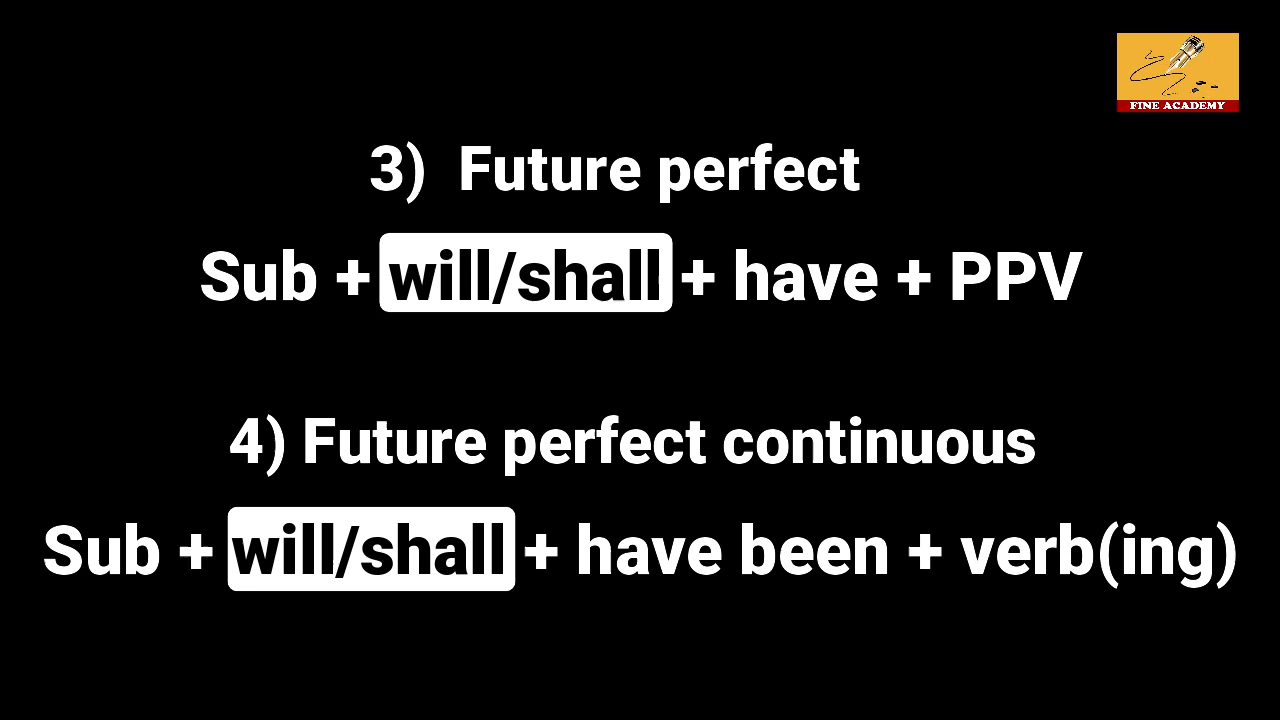 FINE ACADEMY
3) Future perfect
Sub + will/shall + have + PPV
4) Future perfect continuous
Sub + will/shall + have been + verb(ing)